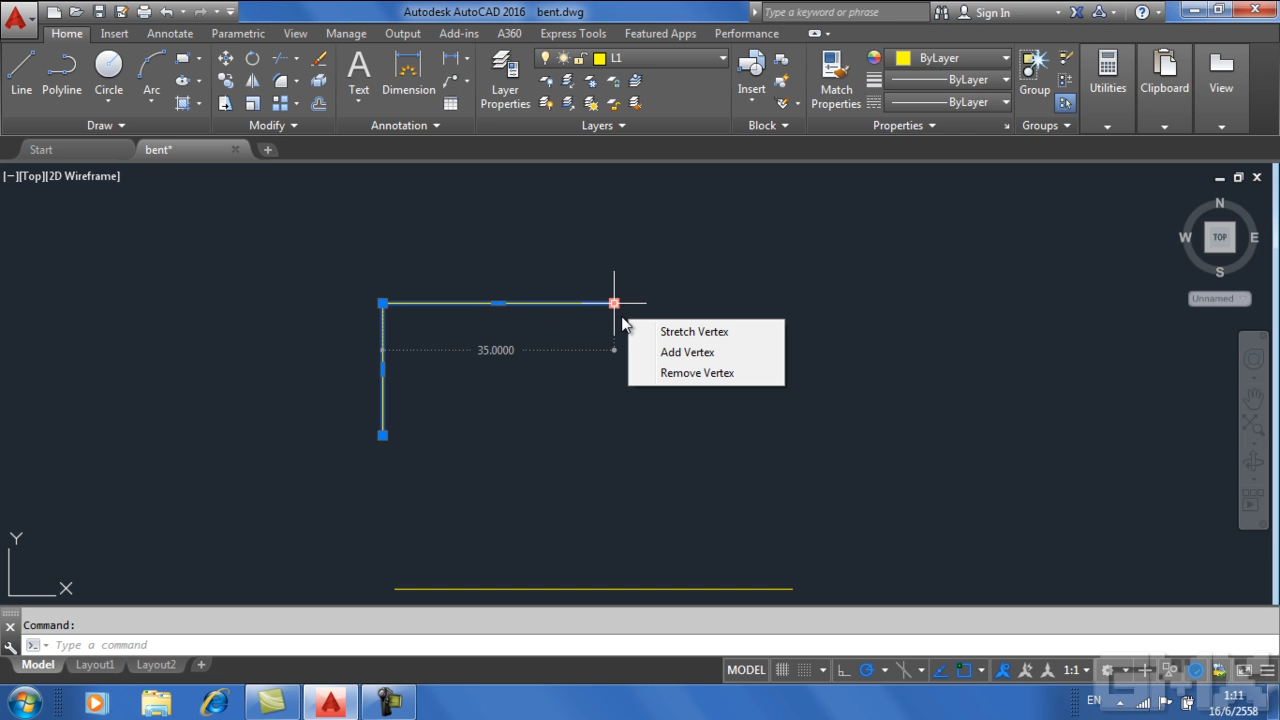 Autodesk AutoCAD 2016 bent.dwg
Type a keyword or phrase
Sign In
Home Insert Annotate Parametric View Manage Output Add-ins A360 Express Tools Featured Apps Performance
L1
ByLayer
ByLayer
ByLayer
Line Polyline Circle Arc
Text Dimension
Layer
Properties
Insert
Match
Properties
Group
Utilities
Clipboard
View
Draw Modify Annotation Layers Block Properties Groups
Start bent*
[−][Top][2D Wireframe]
N
W TOP E
S
Unnamed
Stretch Vertex
Add Vertex
Remove Vertex
35.0000
Y
X
Command:
Type a command
Model Layout1 Layout2
MODEL
1:1
EN
1:11
16/6/2558